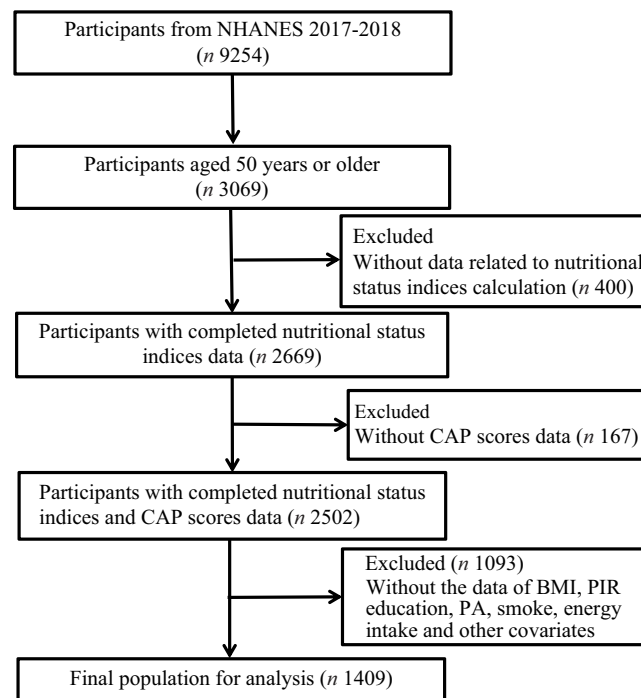 Participants from NHANES 2017-2018
(n 9254)
Participants aged 50 years or older
(n 3069)
Excluded
Without data related to nutritional
status indices calculation (n 400)
Participants with completed nutritional status
indices data (n 2669)
Excluded
Without CAP scores data (n 167)
Participants with completed nutritional status
indices and CAP scores data (n 2502)
Excluded (n 1093)
Without the data of BMI, PIR
education, PA, smoke, energy
intake and other covariates
Final population for analysis (n 1409)